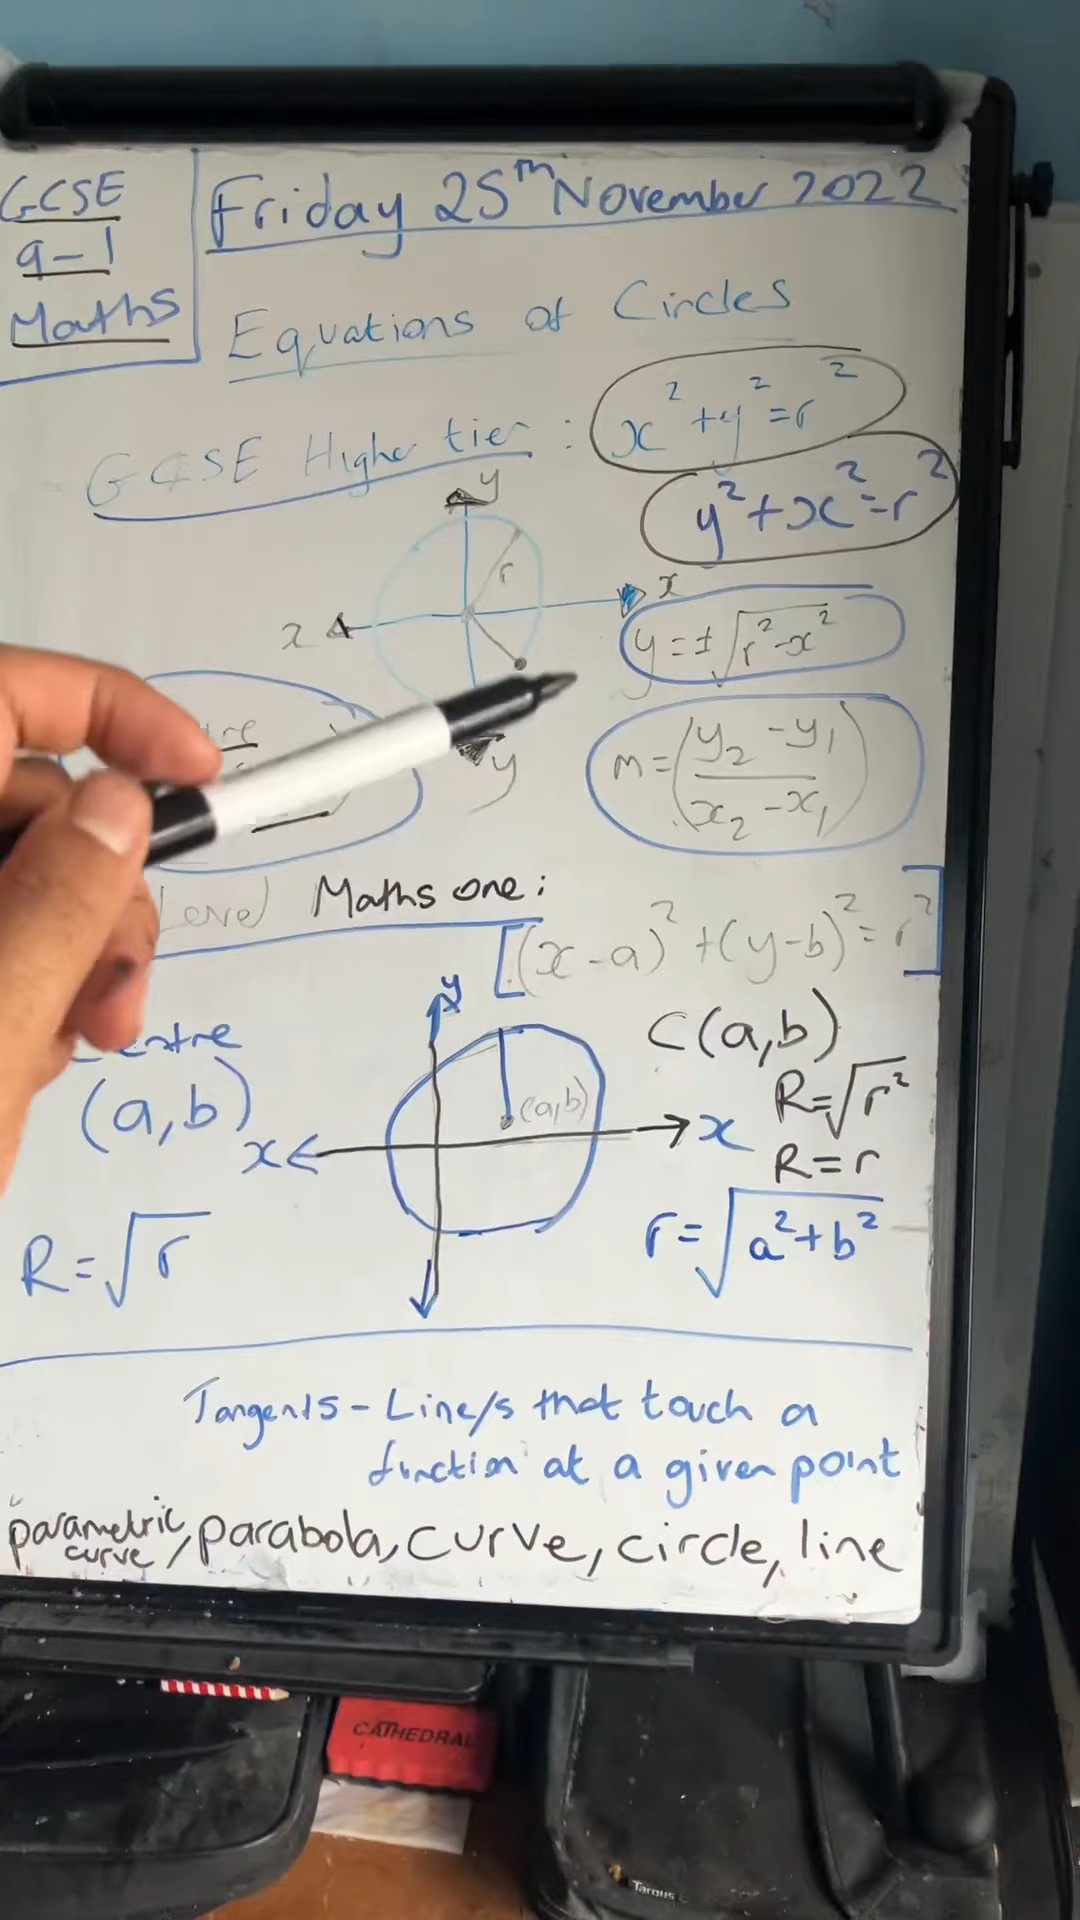 GCSE
9-1
Maths
Friday 25th November 2022
Equations of Circles
GCSE Higher tier : x² + y² = r²
y² + x² = r²
y
r
x
x
y = ± √r² - x²
y
m = (y₂ - y₁ / x₂ - x₁)
Level Maths one :
[(x - a)² + (y - b)² = r²]
y
C(a,b)
(a,b)
(a,b)
R = √r²
x
x
R = r
R = √r
r = √a² + b²
Tangents - Line/s that touch a
function at a given point
parametric curve, parabola, curve, circle, line
CATHEDRAL
Targus